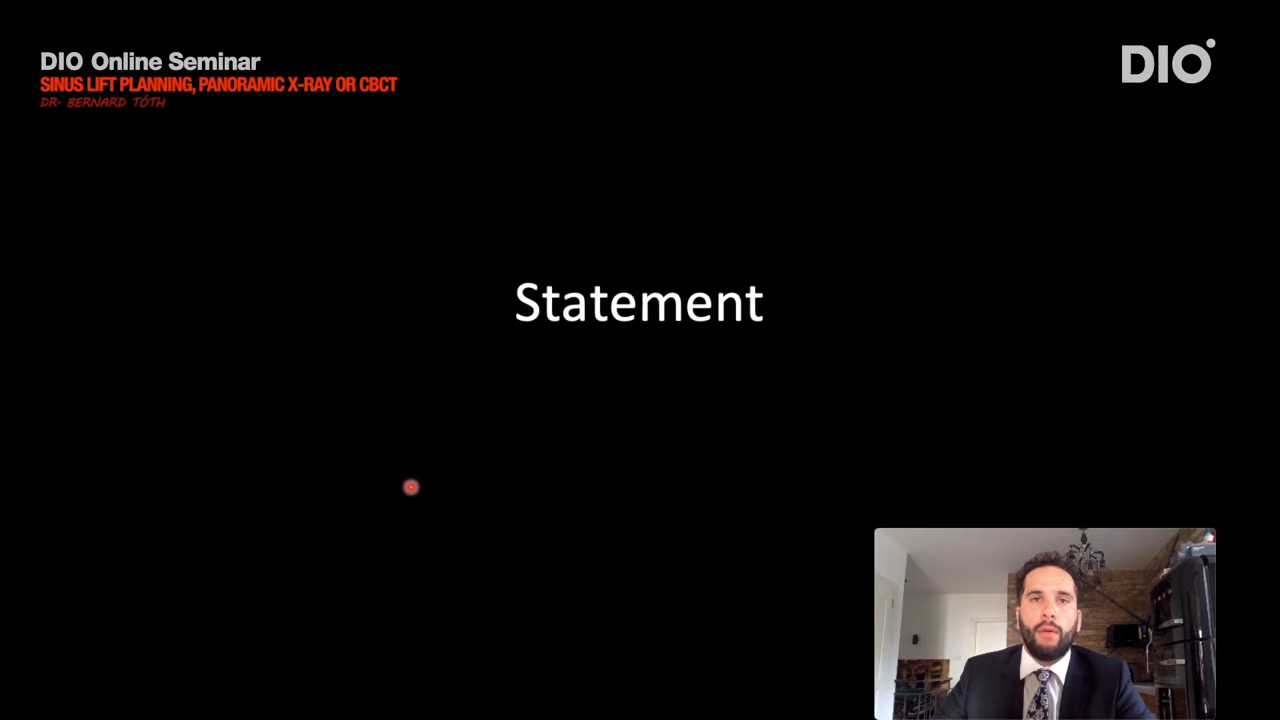 DIO Online Seminar
SINUS LIFT PLANNING, PANORAMIC X-RAY OR CBCT
DR. BERNARD TÓTH
DIO
Statement